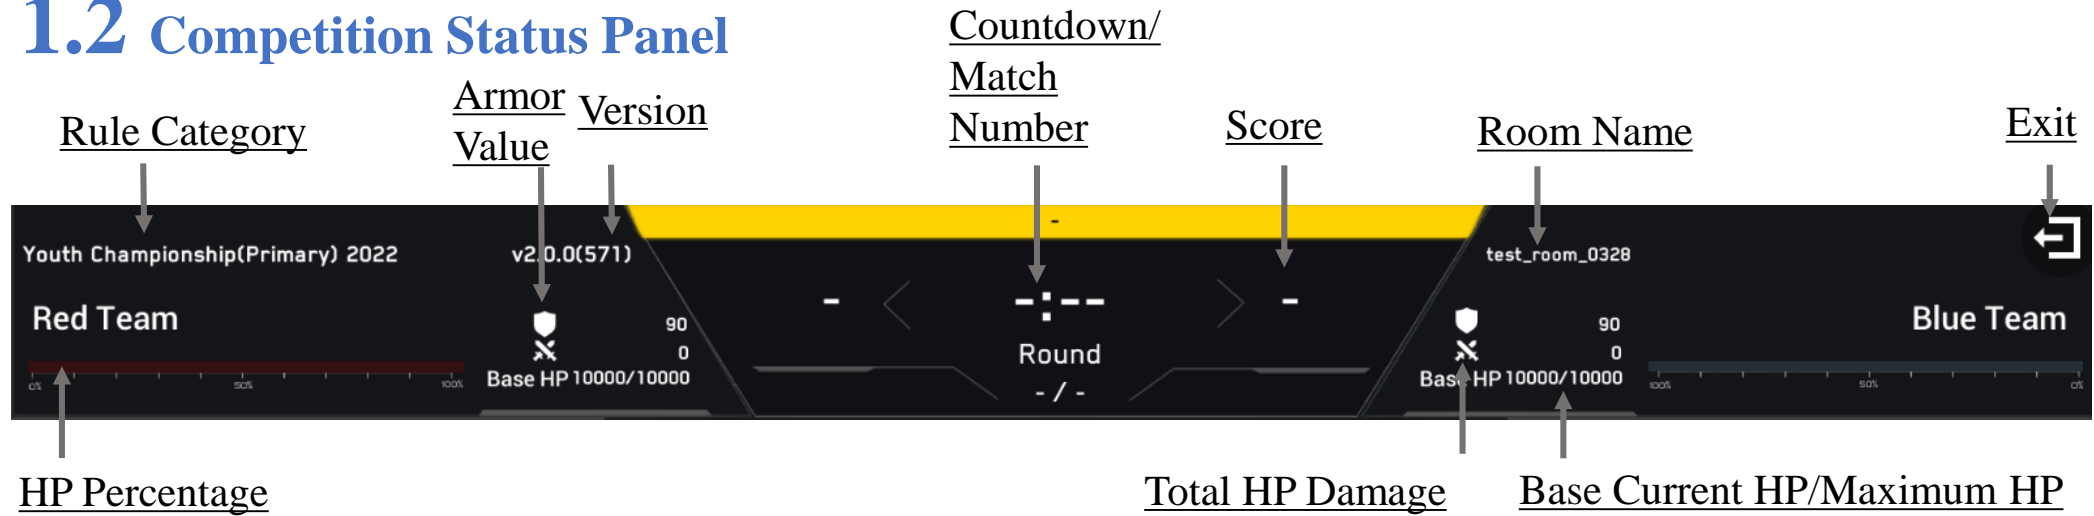 1.2 Competition Status Panel
Countdown/
Match
Number
Armor
Value
Version
Rule Category
Score
Room Name
Exit
-
Youth Championship(Primary) 2022
v2.0.0(571)
test_room_0328
Red Team
90
0
Base HP 10000/10000
0%
50%
100%
-
-:--
-
Round
- / -
90
0
Base HP 10000/10000
Blue Team
100%
50%
0%
HP Percentage
Total HP Damage
Base Current HP/Maximum HP